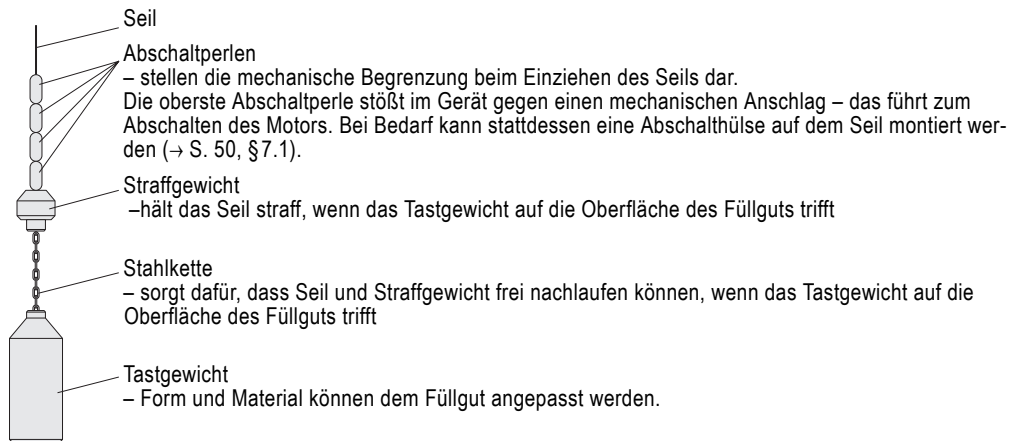 Seil
Abschaltperlen
– stellen die mechanische Begrenzung beim Einziehen des Seils dar.
Die oberste Abschaltperle stößt im Gerät gegen einen mechanischen Anschlag – das führt zum
Abschalten des Motors. Bei Bedarf kann stattdessen eine Abschalthülse auf dem Seil montiert wer-
den (→ S. 50, §7.1).
Straffgewicht
–hält das Seil straff, wenn das Tastgewicht auf die Oberfläche des Füllguts trifft
Stahlkette
– sorgt dafür, dass Seil und Straffgewicht frei nachlaufen können, wenn das Tastgewicht auf die
Oberfläche des Füllguts trifft
Tastgewicht
– Form und Material können dem Füllgut angepasst werden.